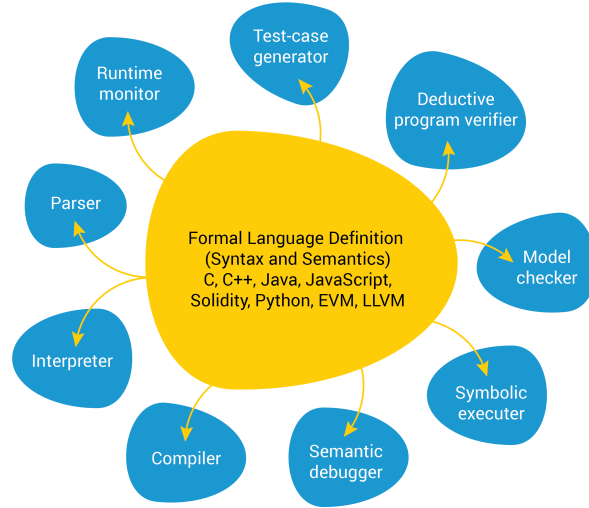 Test-case
generator
Runtime
monitor
Deductive
program verifier
Parser
Formal Language Definition
(Syntax and Semantics)
C, C++, Java, JavaScript,
Solidity, Python, EVM, LLVM
Model
checker
Interpreter
Symbolic
executer
Compiler
Semantic
debugger